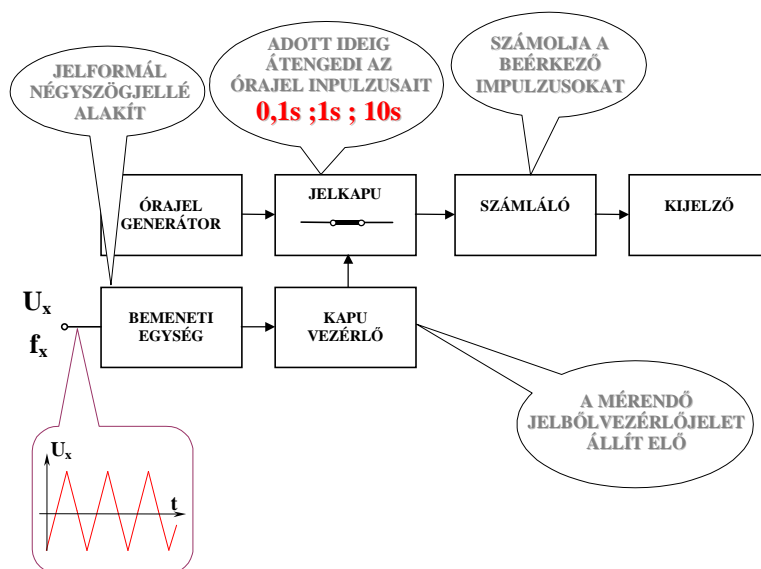 JELFORMÁL
NÉGYSZÖGJELLÉ
ALAKÍT
ADOTT IDEIG
ÁTENGEDI AZ
ÓRAJEL INPULZUSAIT
0,1s ;1s ; 10s
SZÁMOLJA A
BEÉRKEZŐ
IMPULZUSOKAT
ÓRAJEL
GENERÁTOR
JELKAPU
SZÁMLÁLÓ
KIJELZŐ
Ux
fx
BEMENETI
EGYSÉG
KAPU
VEZÉRLŐ
A MÉRENDŐ
JELBŐLVEZÉRLŐJELET
ÁLLÍT ELŐ
Ux
t